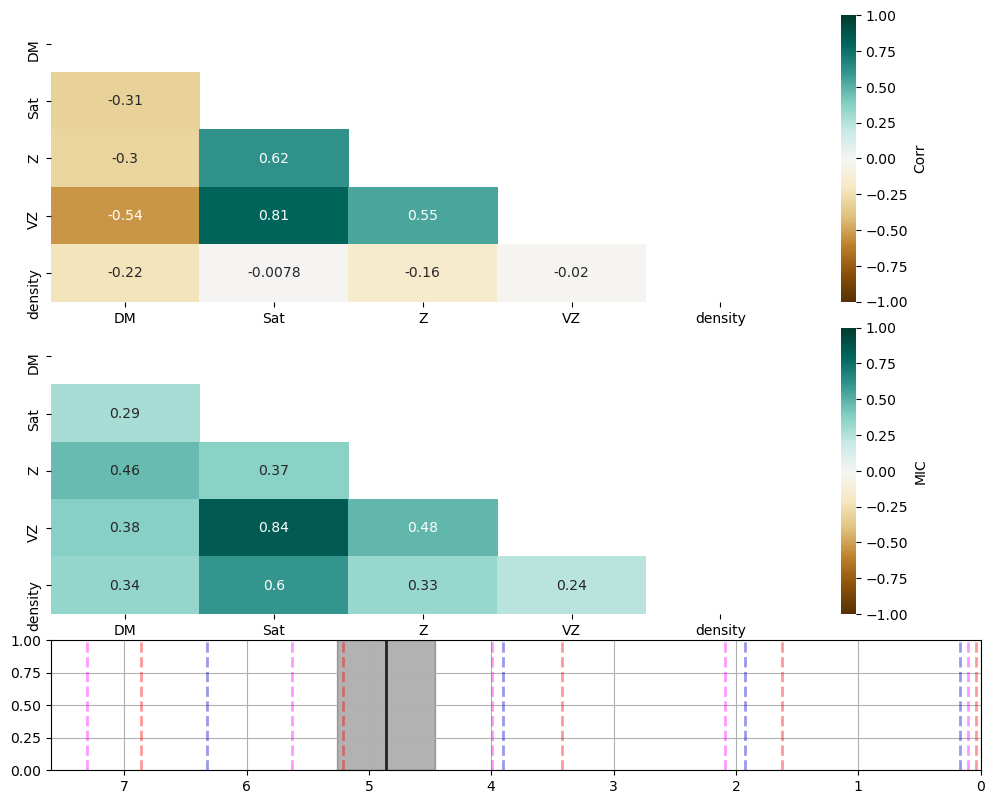 DM
Sat
Z
VZ
density
-0.31
-0.3
0.62
-0.54
0.81
0.55
-0.22
-0.0078
-0.16
-0.02
DM Sat Z VZ density
1.00
0.75
0.50
0.25
0.00
−0.25
−0.50
−0.75
−1.00
Corr
DM
Sat
Z
VZ
density
0.29
0.46
0.37
0.38
0.84
0.48
0.34
0.6
0.33
0.24
DM Sat Z VZ density
1.00
0.75
0.50
0.25
0.00
−0.25
−0.50
−0.75
−1.00
MIC
1.00
0.75
0.50
0.25
0.00
7 6 5 4 3 2 1 0